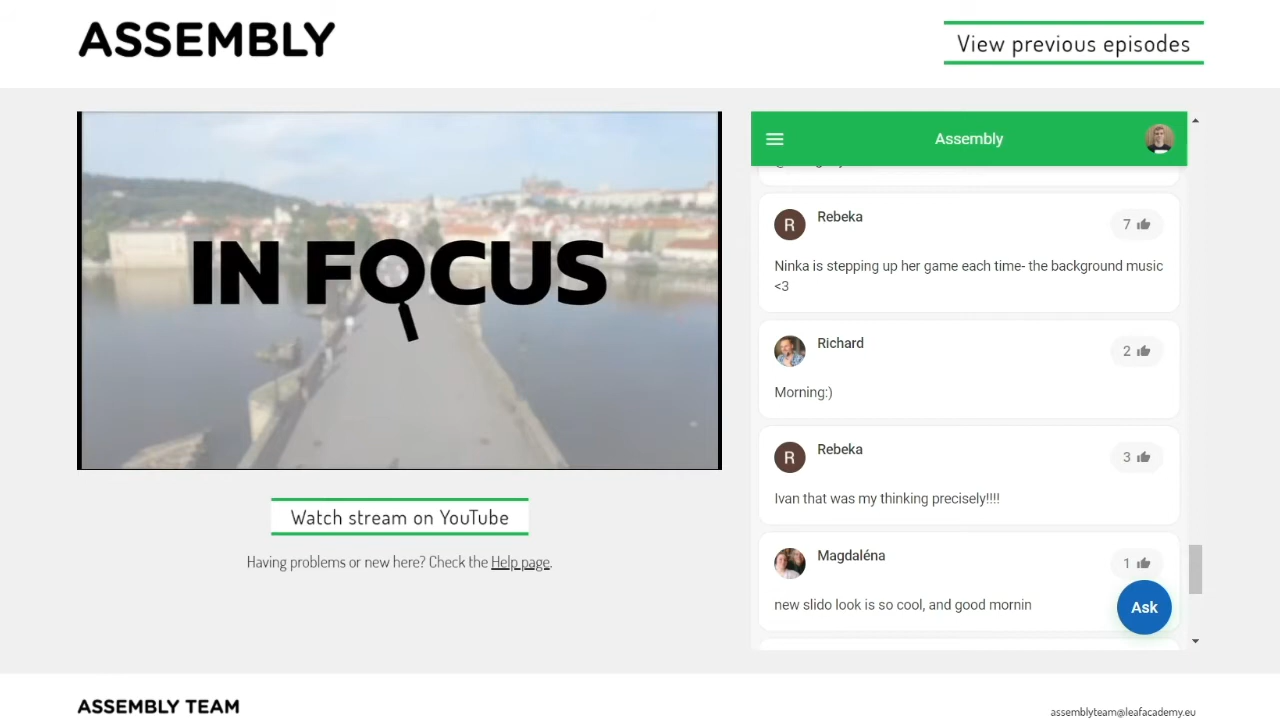 ASSEMBLY
View previous episodes
IN FOCUS
Watch stream on YouTube
Having problems or new here? Check the Help page.
Assembly
R
Rebeka
7
Ninka is stepping up her game each time- the background music
<3
Richard
2
Morning:)
R
Rebeka
3
Ivan that was my thinking precisely!!!!
Magdaléna
1
new slido look is so cool, and good mornin
Ask
ASSEMBLY TEAM
assemblyteam@leafacademy.eu